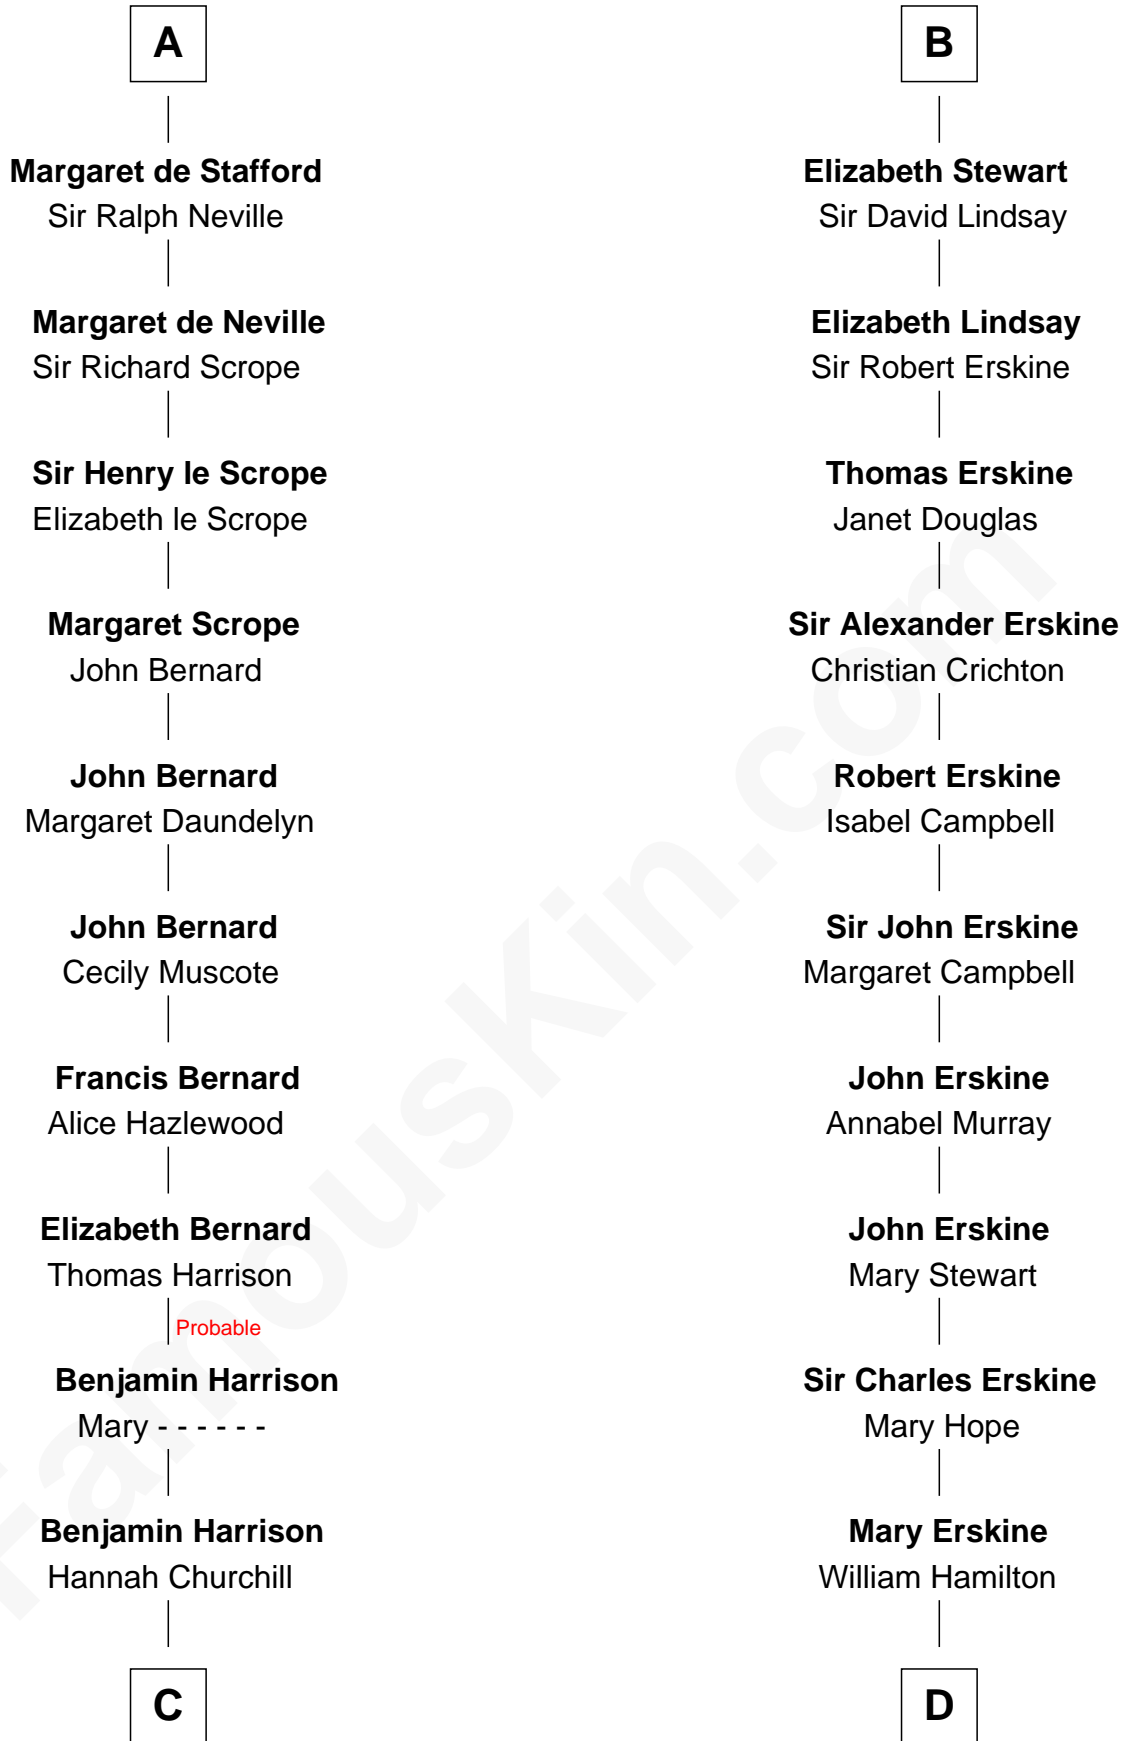 A
Margaret de Stafford
Sir Ralph Neville
Margaret de Neville
Sir Richard Scrope
Sir Henry le Scrope
Elizabeth le Scrope
Margaret Scrope
John Bernard
John Bernard
Margaret Daundelyn
John Bernard
Cecily Muscote
Francis Bernard
Alice Hazlewood
Elizabeth Bernard
Thomas Harrison
Probable
Benjamin Harrison
Mary - - - - - -
Benjamin Harrison
Hannah Churchill
C
B
Elizabeth Stewart
Sir David Lindsay
Elizabeth Lindsay
Sir Robert Erskine
Thomas Erskine
Janet Douglas
Sir Alexander Erskine
Christian Crichton
Robert Erskine
Isabel Campbell
Sir John Erskine
Margaret Campbell
John Erskine
Annabel Murray
John Erskine
Mary Stewart
Sir Charles Erskine
Mary Hope
Mary Erskine
William Hamilton
D
FamousKin.com